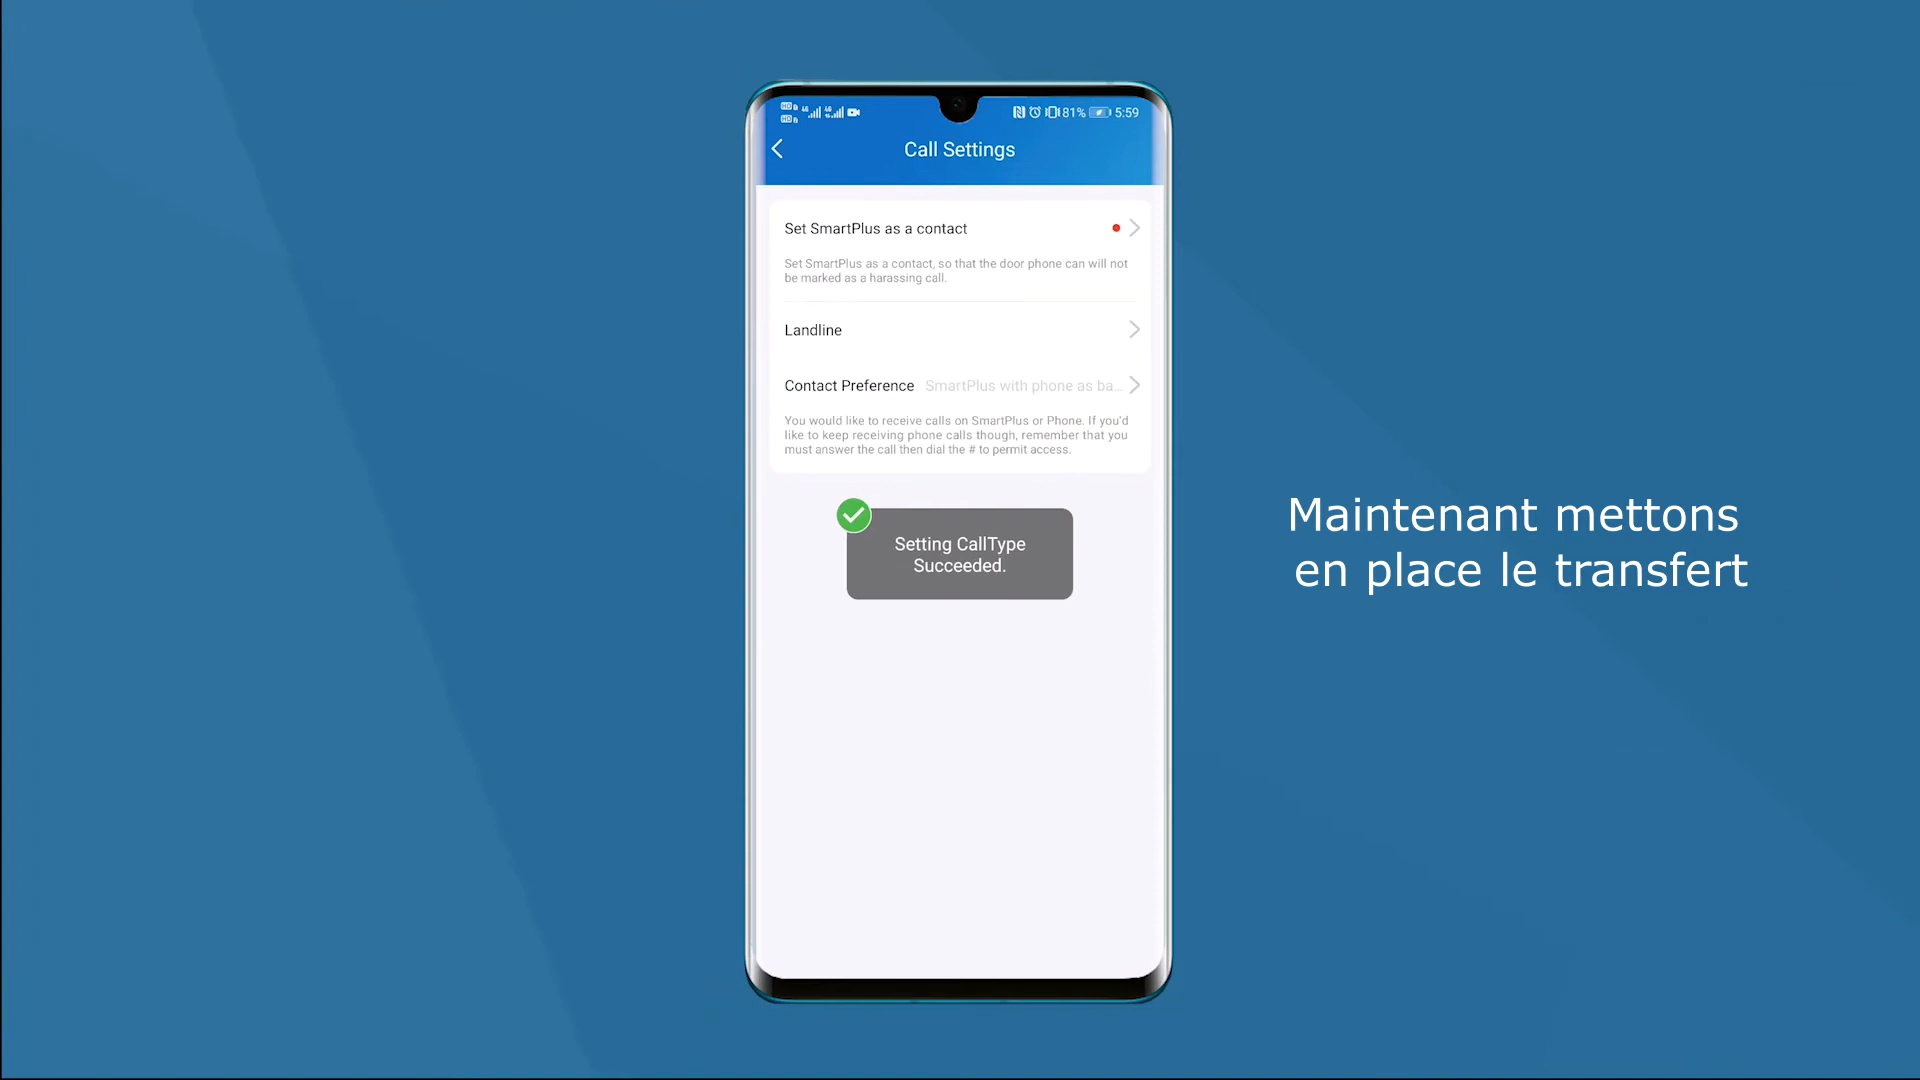 81% 5:59
Call Settings
Set SmartPlus as a contact
Set SmartPlus as a contact, so that the door phone can will not
be marked as a harassing call.
Landline
Contact Preference SmartPlus with phone as ba...
You would like to receive calls on SmartPlus or Phone. If you'd
like to keep receiving phone calls though, remember that you
must answer the call then dial the # to permit access.
Setting CallType
Succeeded.
Maintenant mettons
en place le transfert